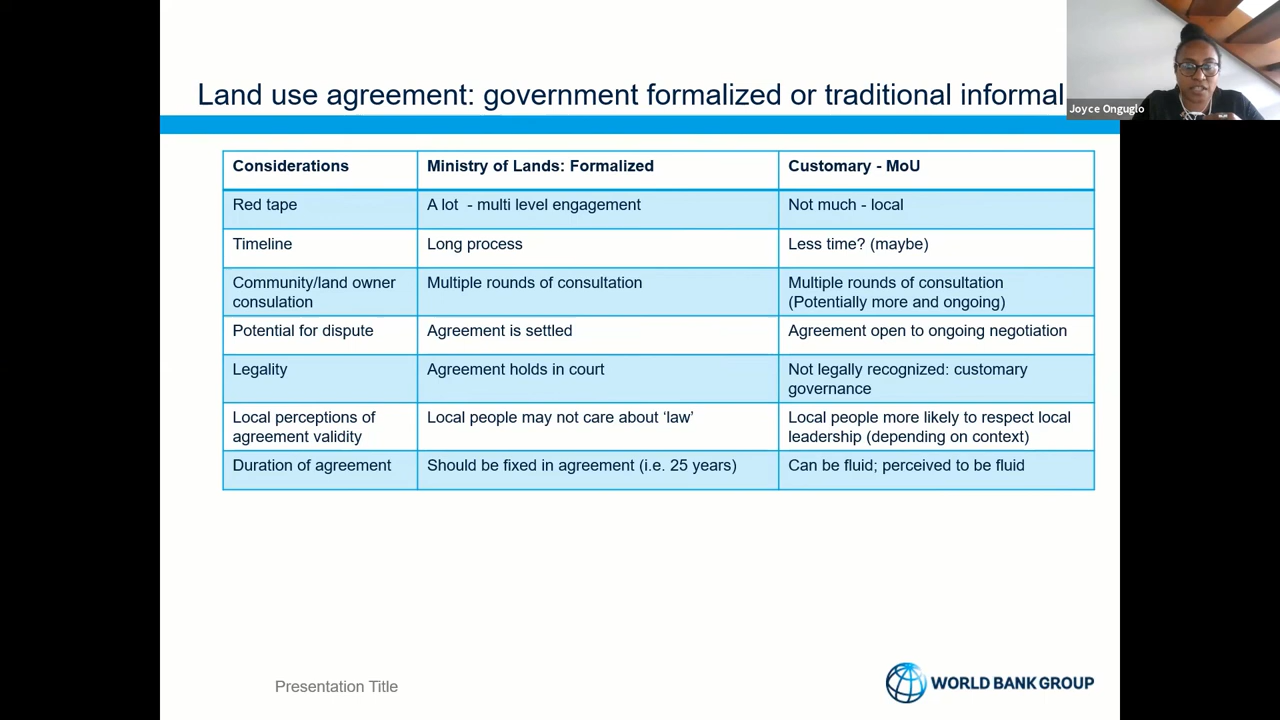 Land use agreement: government formalized or traditional informal
Joyce Onguglo
Considerations
Ministry of Lands: Formalized
Customary - MoU
Red tape
A lot - multi level engagement
Not much - local
Timeline
Long process
Less time? (maybe)
Community/land owner
consulation
Multiple rounds of consultation
Multiple rounds of consultation
(Potentially more and ongoing)
Potential for dispute
Agreement is settled
Agreement open to ongoing negotiation
Legality
Agreement holds in court
Not legally recognized: customary
governance
Local perceptions of
agreement validity
Local people may not care about ‘law’
Local people more likely to respect local
leadership (depending on context)
Duration of agreement
Should be fixed in agreement (i.e. 25 years)
Can be fluid; perceived to be fluid
Presentation Title
WORLD BANK GROUP